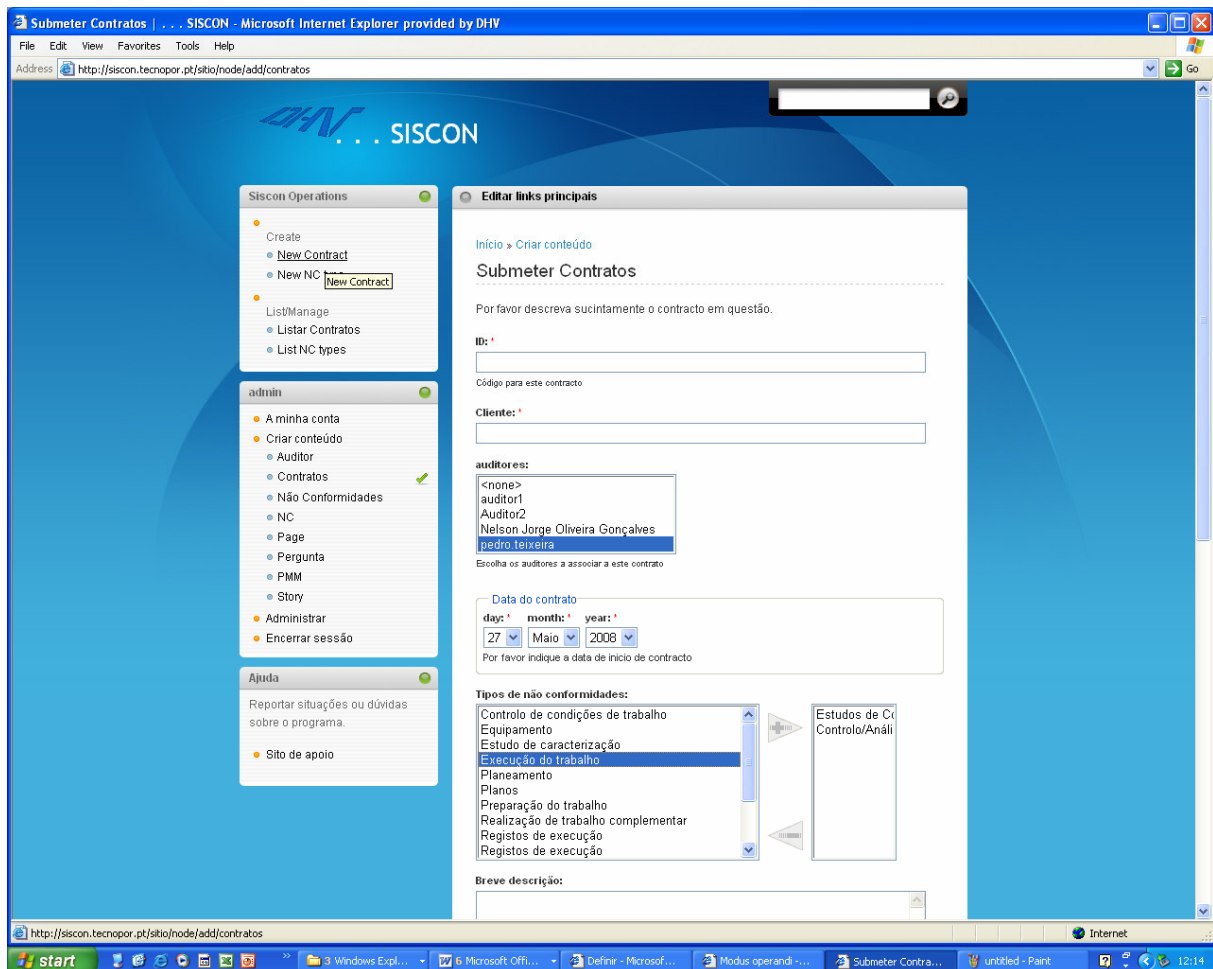 Submeter Contratos | . . . SISCON - Microsoft Internet Explorer provided by DHV
File Edit View Favorites Tools Help
Address http://siscon.tecnopor.pt/sitio/node/add/contratos Go
DHV . . . SISCON
Siscon Operations
Create
New Contract
New NC
New Contract
List/Manage
Listar Contratos
List NC types
admin
A minha conta
Criar conteúdo
Auditor
Contratos
Não Conformidades
NC
Page
Pergunta
PMM
Story
Administrar
Encerrar sessão
Ajuda
Reportar situações ou dúvidas
sobre o programa.
Sito de apoio
Editar links principais
Início » Criar conteúdo
Submeter Contratos
Por favor descreva sucintamente o contracto em questão.
ID: *
Código para este contracto
Cliente: *
auditores:
<none>
auditor1
Auditor2
Nelson Jorge Oliveira Gonçalves
pedro.teixeira
Escolha os auditores a associar a este contrato
Data do contrato
day: * month: * year: *
27 Maio 2008
Por favor indique a data de inicio de contracto
Tipos de não conformidades:
Controlo de condições de trabalho
Equipamento
Estudo de caracterização
Execução do trabalho
Planeamento
Planos
Preparação do trabalho
Realização de trabalho complementar
Registos de execução
Registos de execução
Estudos de
Controlo/Análi
Breve descrição:
http://siscon.tecnopor.pt/sitio/node/add/contratos Internet
start » 3 Windows Expl... 6 Microsoft Offi... Definir - Microsof... Modus operandi -... Submeter Contra... untitled - Paint 12:14